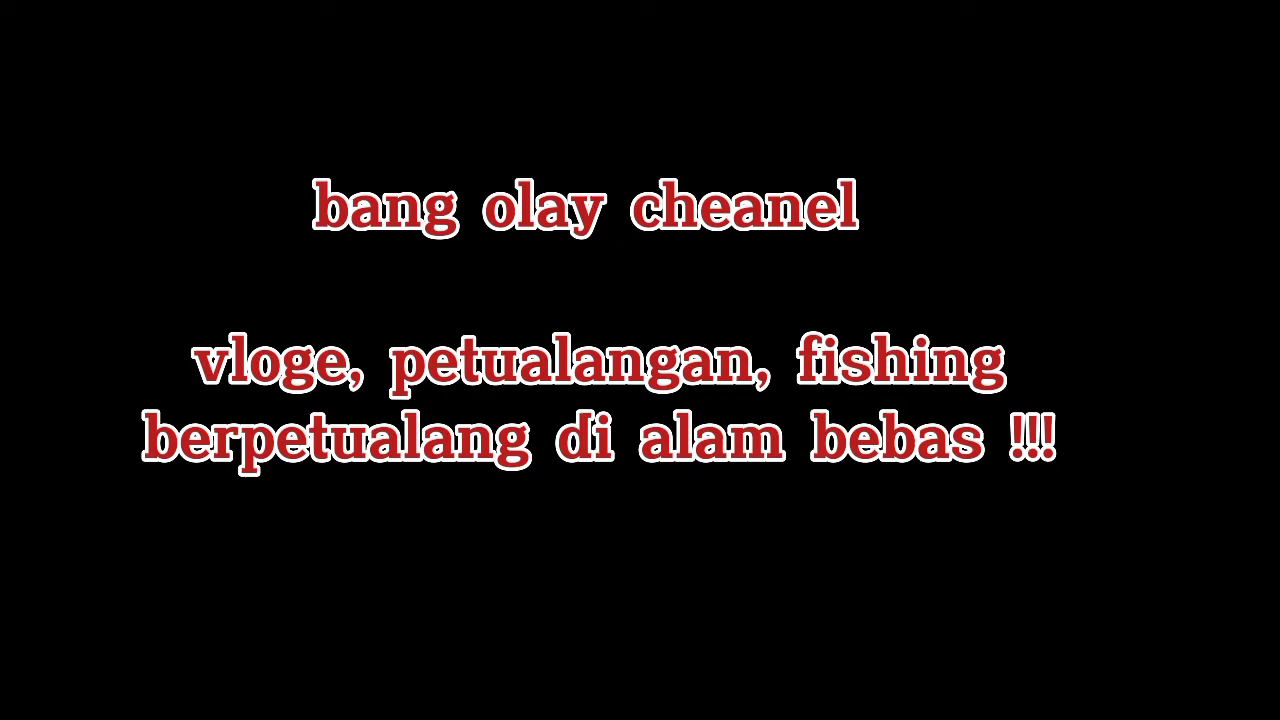 bang olay cheanel
vloge, petualangan, fishing
berpetualang di alam bebas !!!